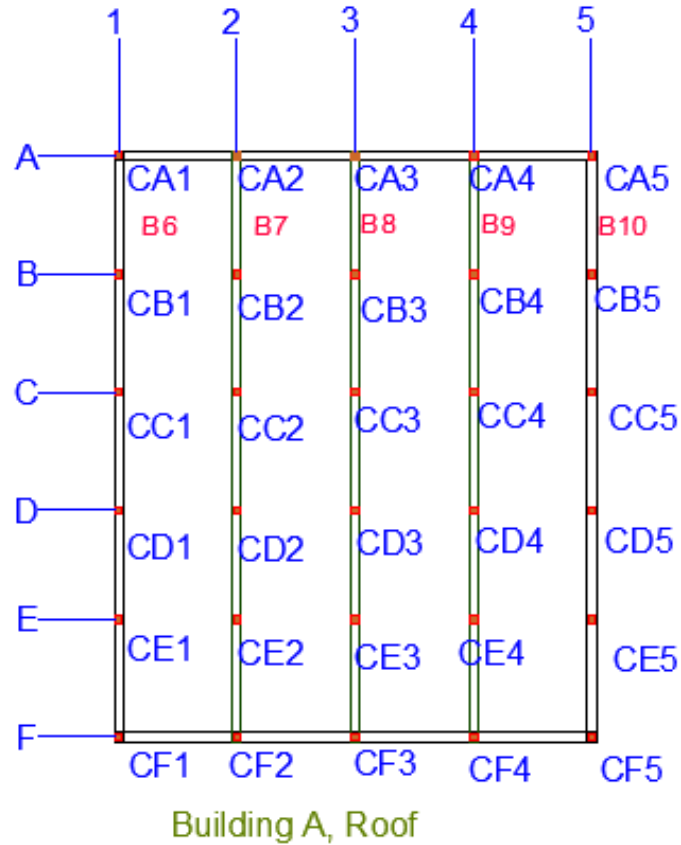 1 2 3 4 5
A
CA1 CA2 CA3 CA4 CA5
B6 B7 B8 B9 B10
B
CB1 CB2 CB3 CB4 CB5
C
CC1 CC2 CC3 CC4 CC5
D
CD1 CD2 CD3 CD4 CD5
E
CE1 CE2 CE3 CE4 CE5
F
CF1 CF2 CF3 CF4 CF5
Building A, Roof